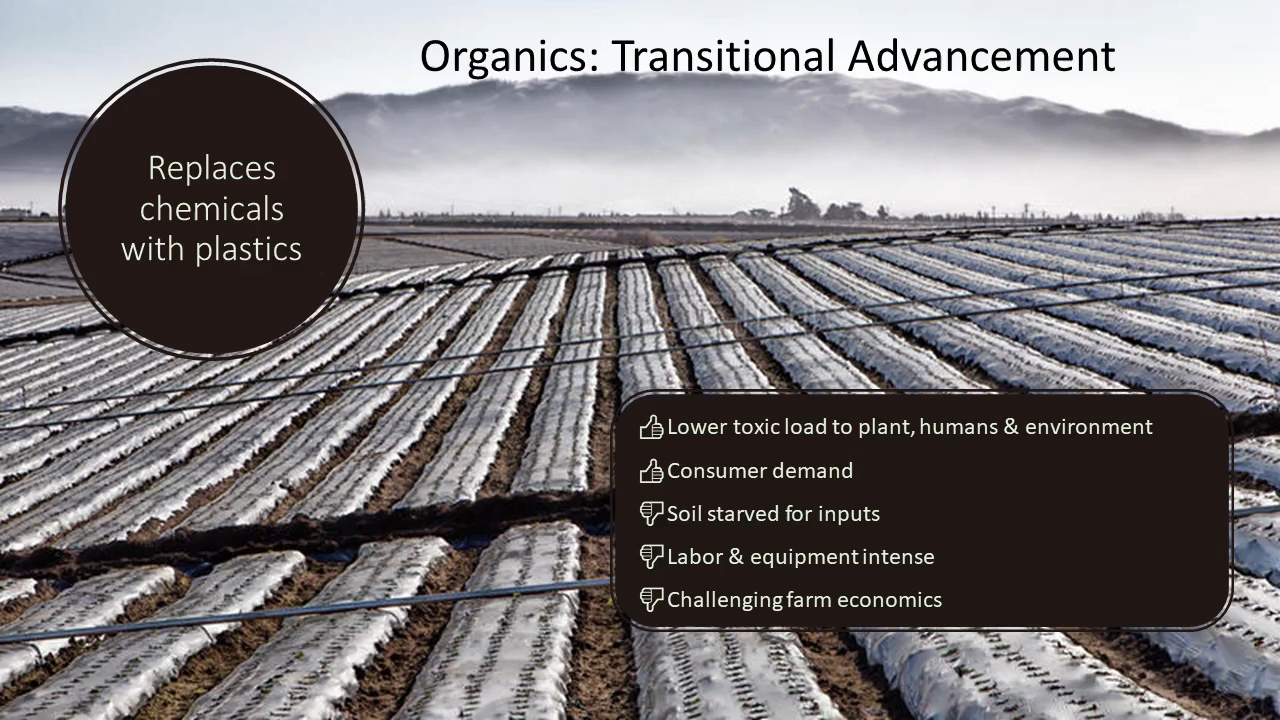 Organics: Transitional Advancement
Replaces
chemicals
with plastics
Lower toxic load to plant, humans & environment
Consumer demand
Soil starved for inputs
Labor & equipment intense
Challenging farm economics